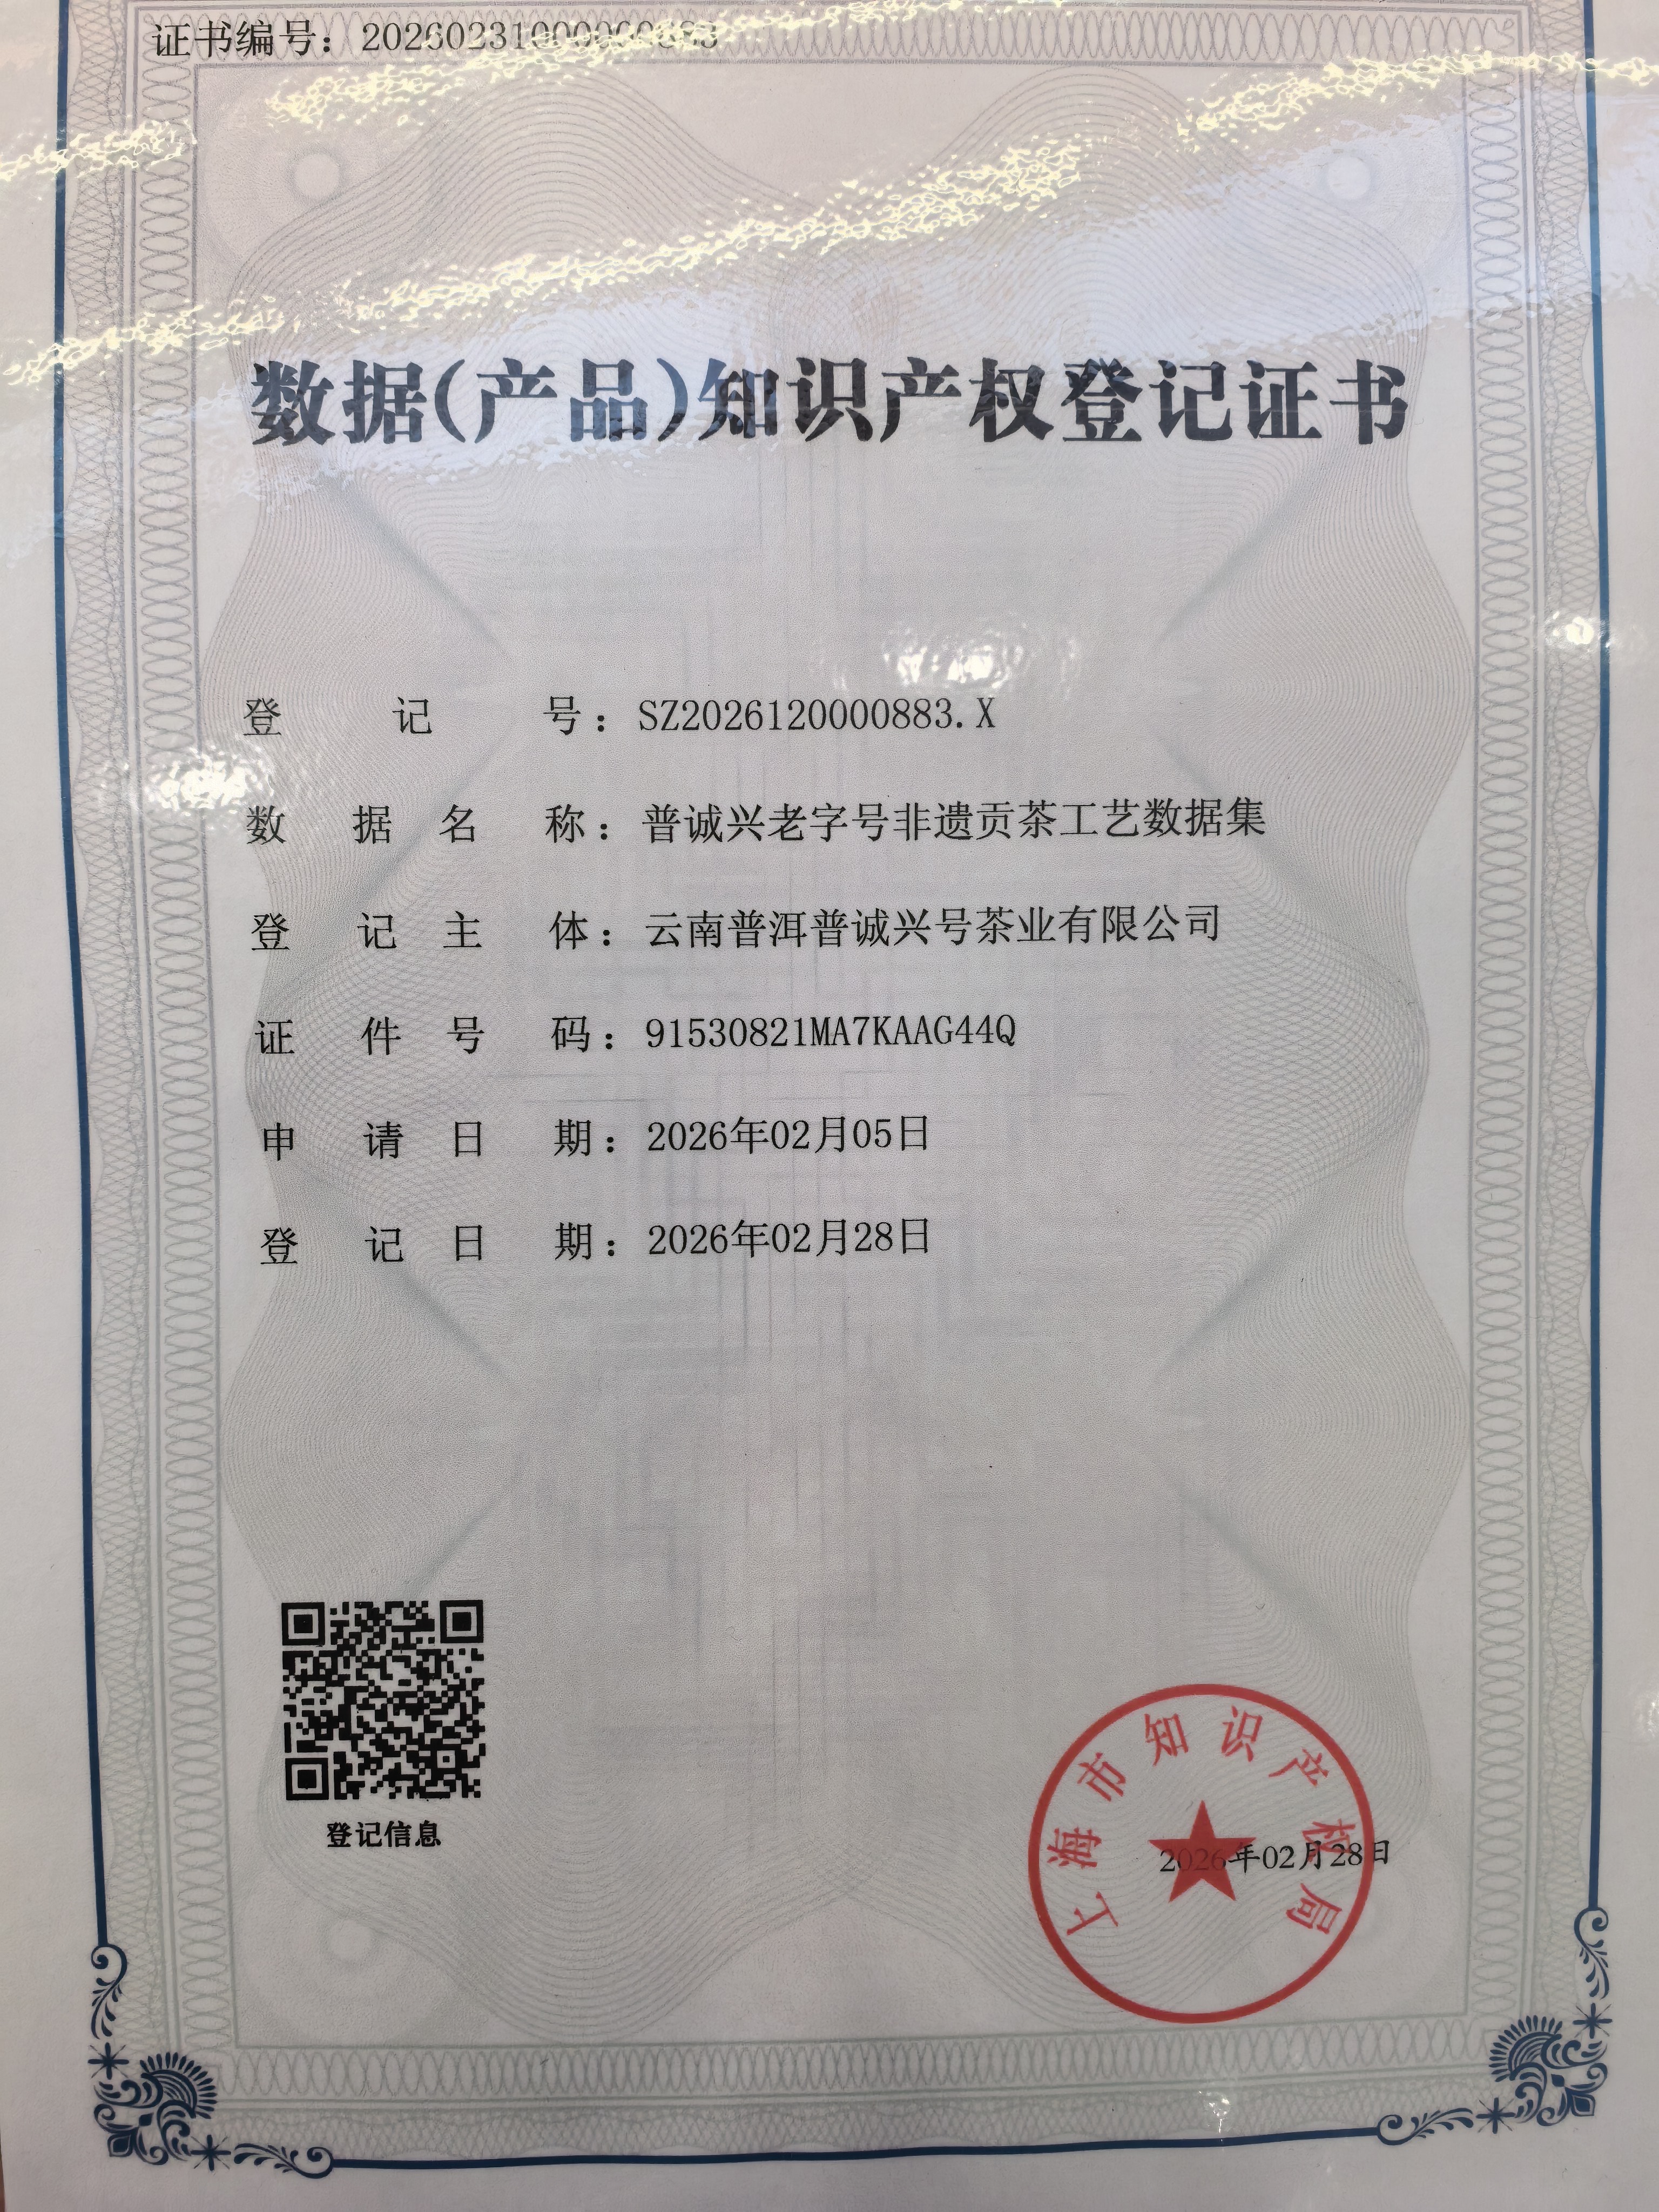 证书编号：20260231000000883
数据(产品)知识产权登记证书
登记号：SZ2026120000883.X
数据名称：普诚兴老字号非遗贡茶工艺数据集
登记主体：云南普洱普诚兴号茶业有限公司
证件号码：91530821MA7KAAG44Q
申请日期：2026年02月05日
登记日期：2026年02月28日
登记信息
上海市知识产权局
2026年02月28日